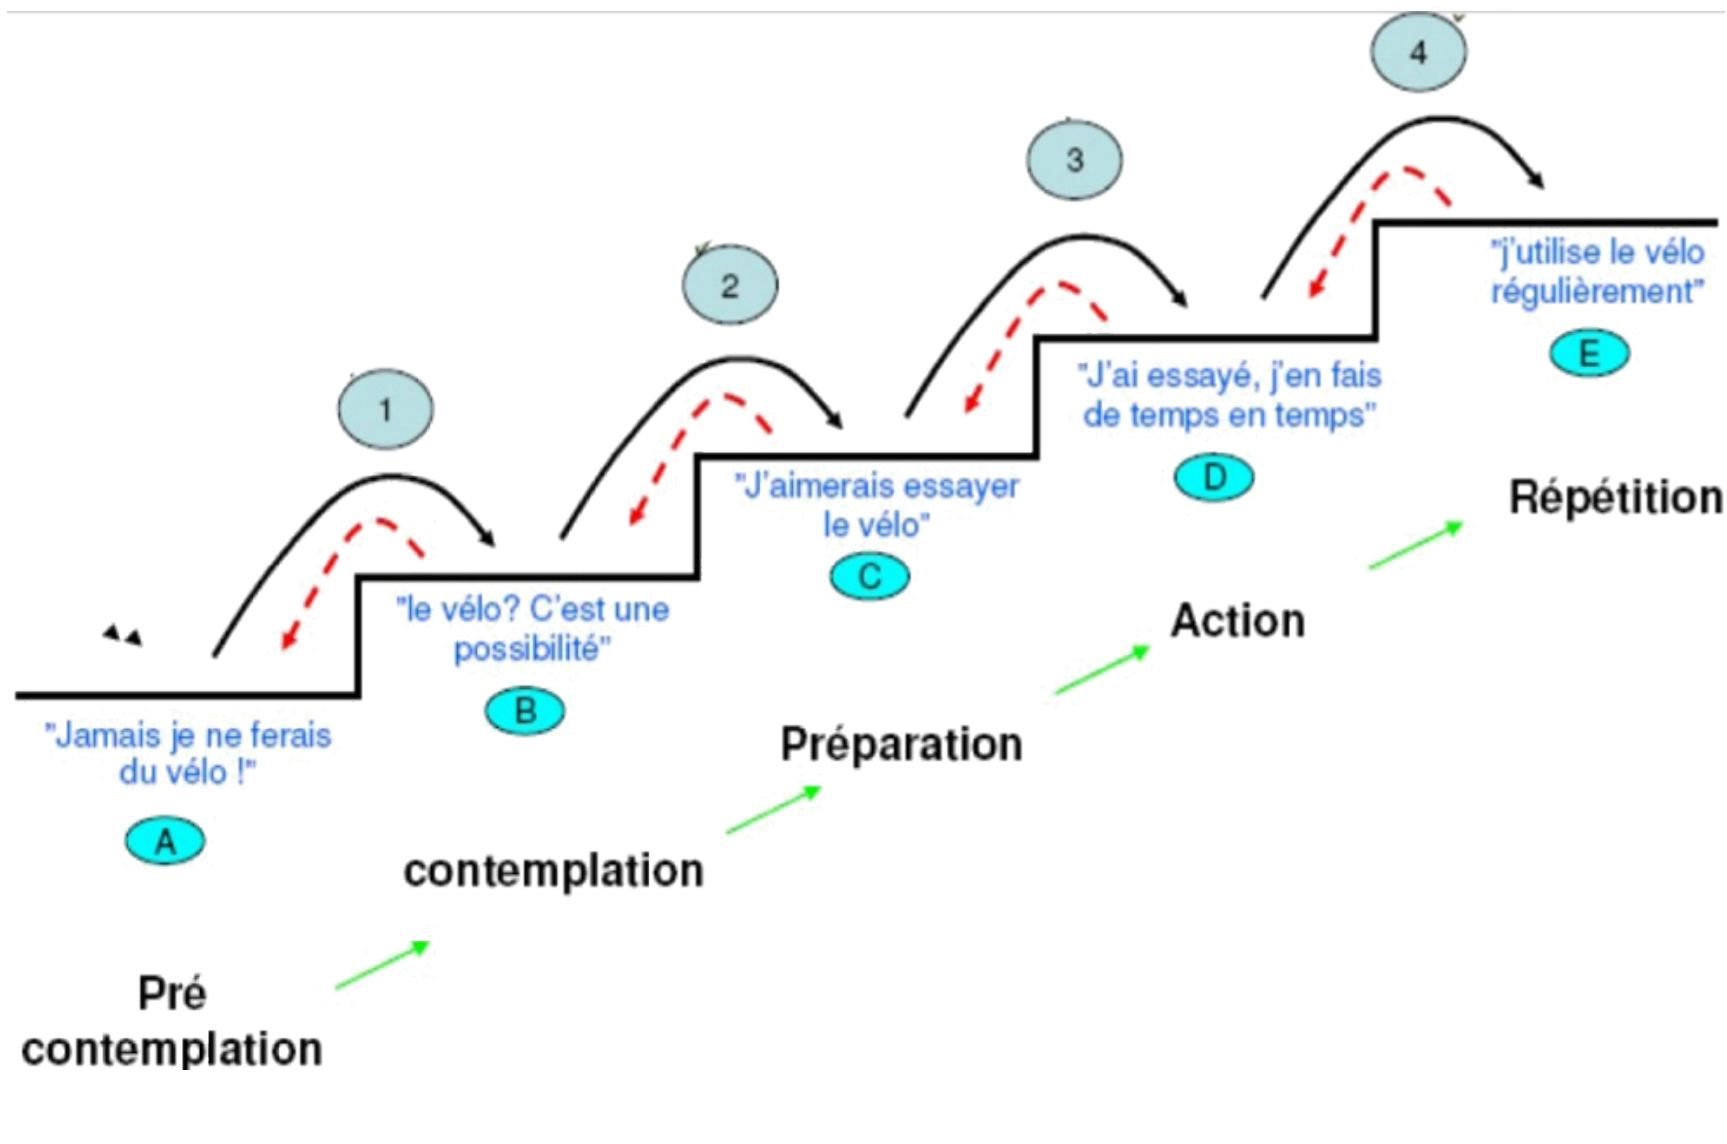 4
3
2
1
"j'utilise le vélo
régulièrement"
E
"J'ai essayé, j'en fais
de temps en temps"
D
"J'aimerais essayer
le vélo"
C
"le vélo? C'est une
possibilité"
B
"Jamais je ne ferais
du vélo !"
A
Répétition
Action
Préparation
contemplation
Pré
contemplation